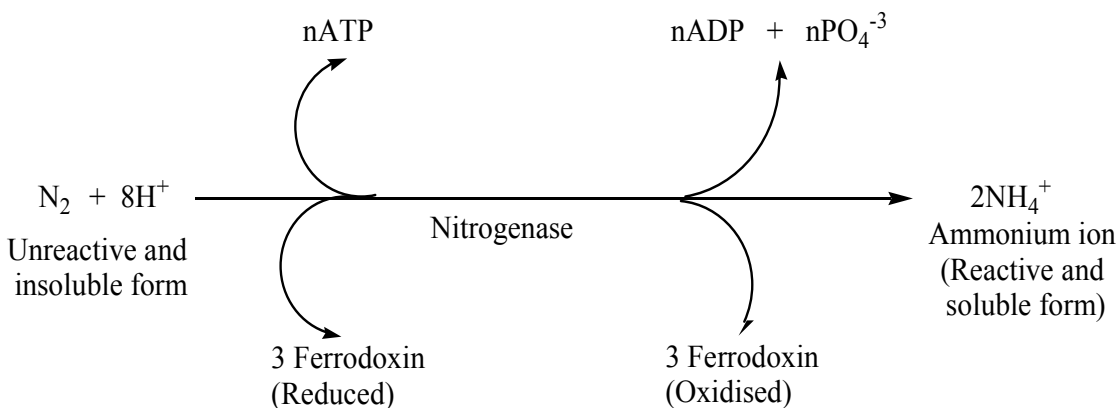 nATP
nADP + nPO₄⁻³
N₂ + 8H⁺
2NH₄⁺
Unreactive and
insoluble form
Nitrogenase
Ammonium ion
(Reactive and
soluble form)
3 Ferrodoxin
(Reduced)
3 Ferrodoxin
(Oxidised)